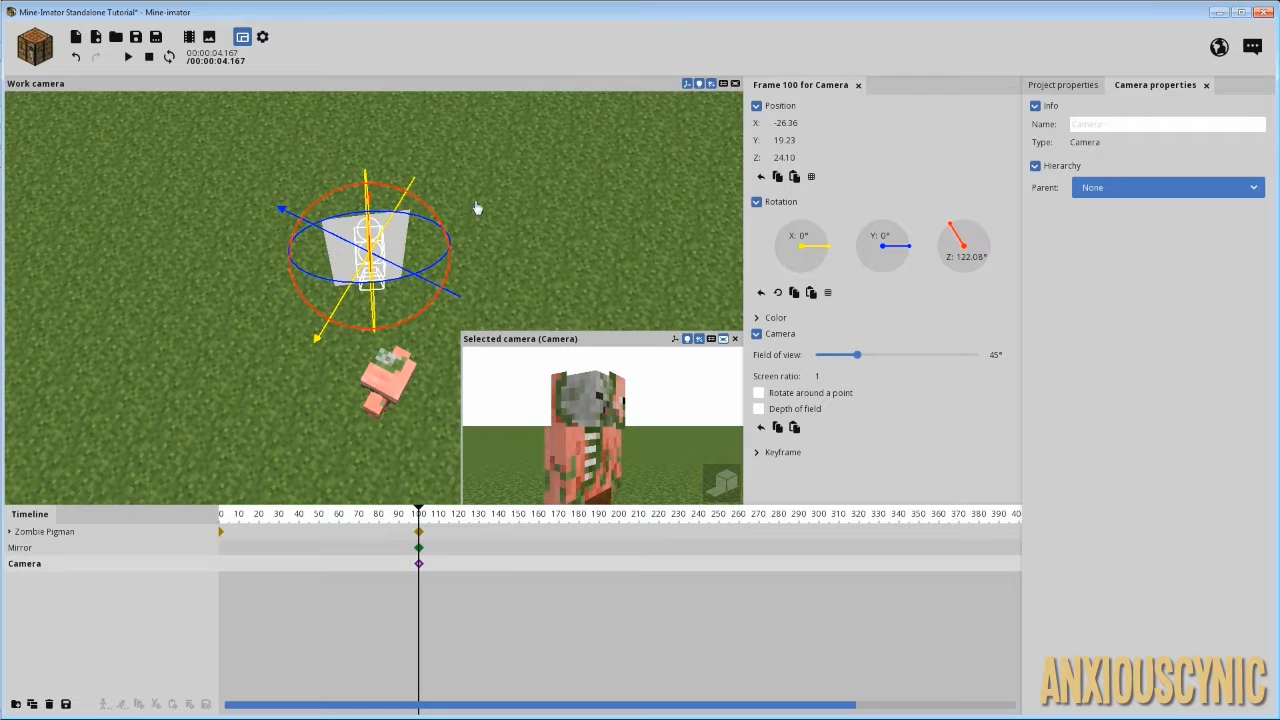 Mine-Imator Standalone Tutorial* - Mine-imator
00:00:04.167
/00:00:04.167
Work camera
Frame 100 for Camera
Project properties
Camera properties
Position
X: -26.36
Y: 19.23
Z: 24.10
Rotation
X: 0°
Y: 0°
Z: 122.08°
Color
Camera
Field of view:
45°
Screen ratio: 1
Rotate around a point
Depth of field
Keyframe
Info
Name: Camera
Type: Camera
Hierarchy
Parent: None
Selected camera (Camera)
Timeline
0 10 20 30 40 50 60 70 80 90 100 110 120 130 140 150 160 170 180 190 200 210 220 230 240 250 260 270 280 290 300 310 320 330 340 350 360 370 380 390 40
Zombie Pigman
Mirror
Camera
ANXIOUSCYNIC